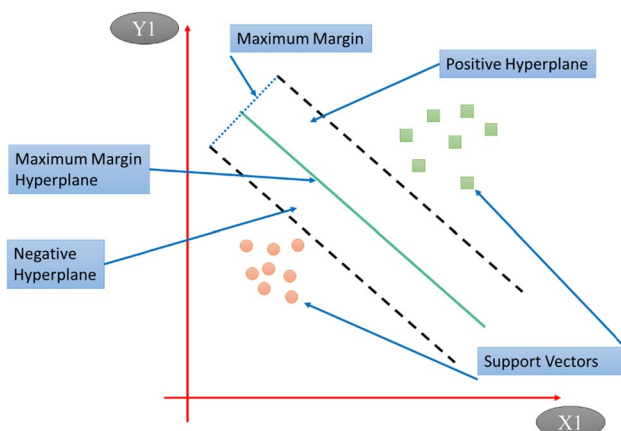 Y1
Maximum Margin
Positive Hyperplane
Maximum Margin
Hyperplane
Negative
Hyperplane
Support Vectors
X1